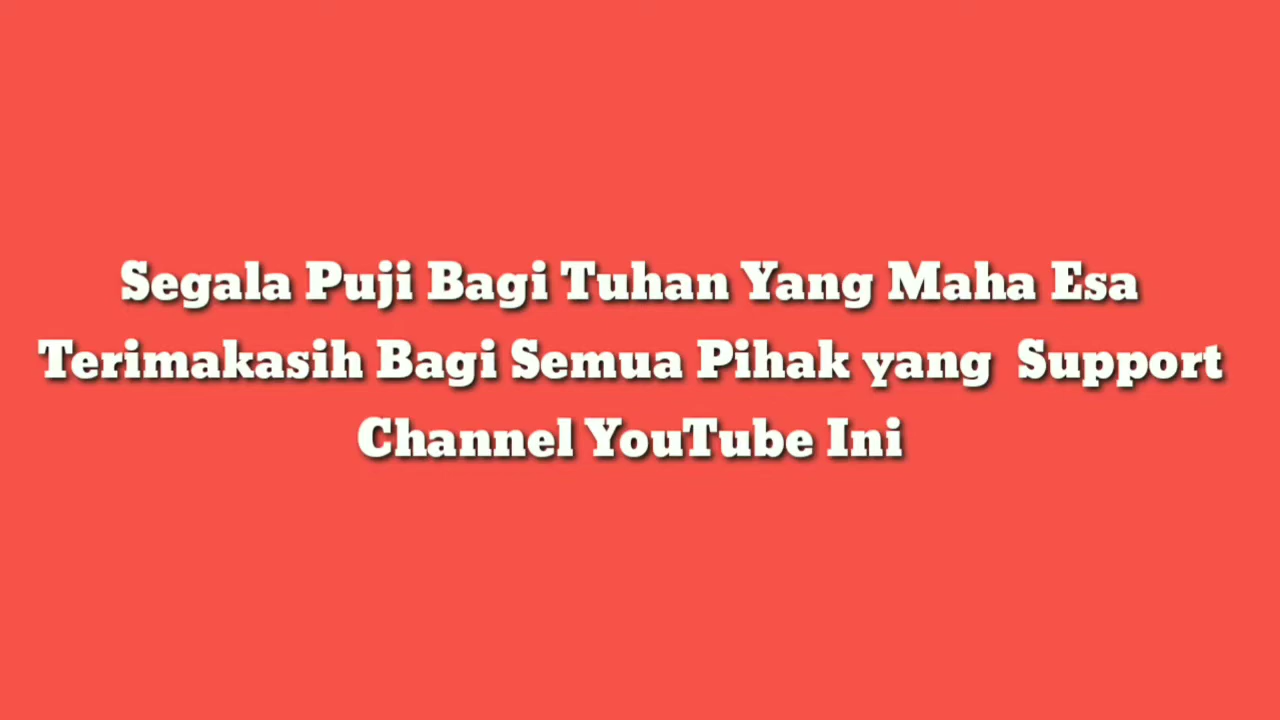 Segala Puji Bagi Tuhan Yang Maha Esa
Terimakasih Bagi Semua Pihak yang  Support
Channel YouTube Ini